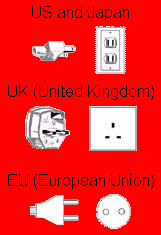 US and Japan
UK (United Kingdom)
EU (European Union)